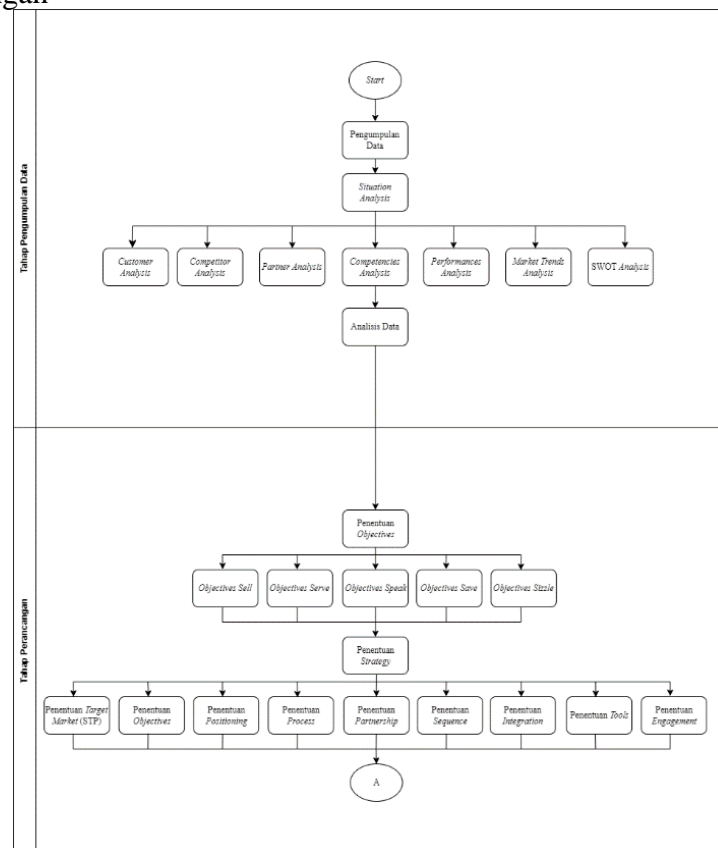 Tahap Pengumpulan Data
Start
Pengumpulan
Data
Situation
Analysis
Customer
Analysis
Competitor
Analysis
Partner Analysis
Competencies
Analysis
Performances
Analysis
Market Trends
Analysis
SWOT Analysis
Analisis Data
Tahap Perancangan
Penentuan
Objectives
Objectives Sell
Objectives Serve
Objectives Speak
Objectives Save
Objectives Sizzle
Penentuan
Strategy
Penentuan Target
Market (STP)
Penentuan
Objectives
Penentuan
Positioning
Penentuan
Process
Penentuan
Partnership
Penentuan
Sequence
Penentuan
Integration
Penentuan Tools
Penentuan
Engagement
A